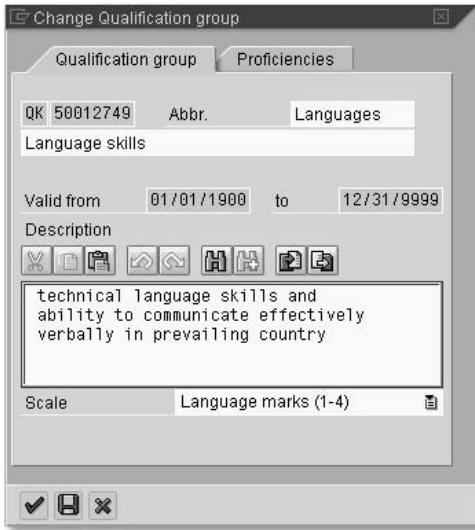 Change Qualification group
Qualification group Proficiencies
QK 50012749 Abbr. Languages
Language skills
Valid from 01/01/1900 to 12/31/9999
Description
technical language skills and
ability to communicate effectively
verbally in prevailing country
Scale Language marks (1-4)